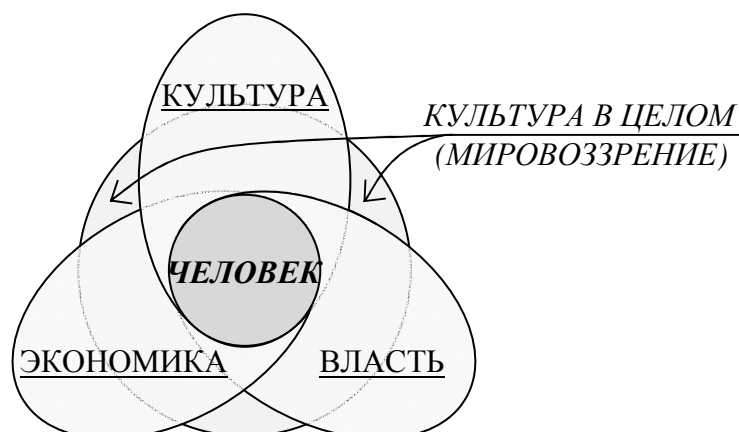 КУЛЬТУРА
КУЛЬТУРА В ЦЕЛОМ
(МИРОВОЗЗРЕНИЕ)
ЧЕЛОВЕК
ЭКОНОМИКА
ВЛАСТЬ